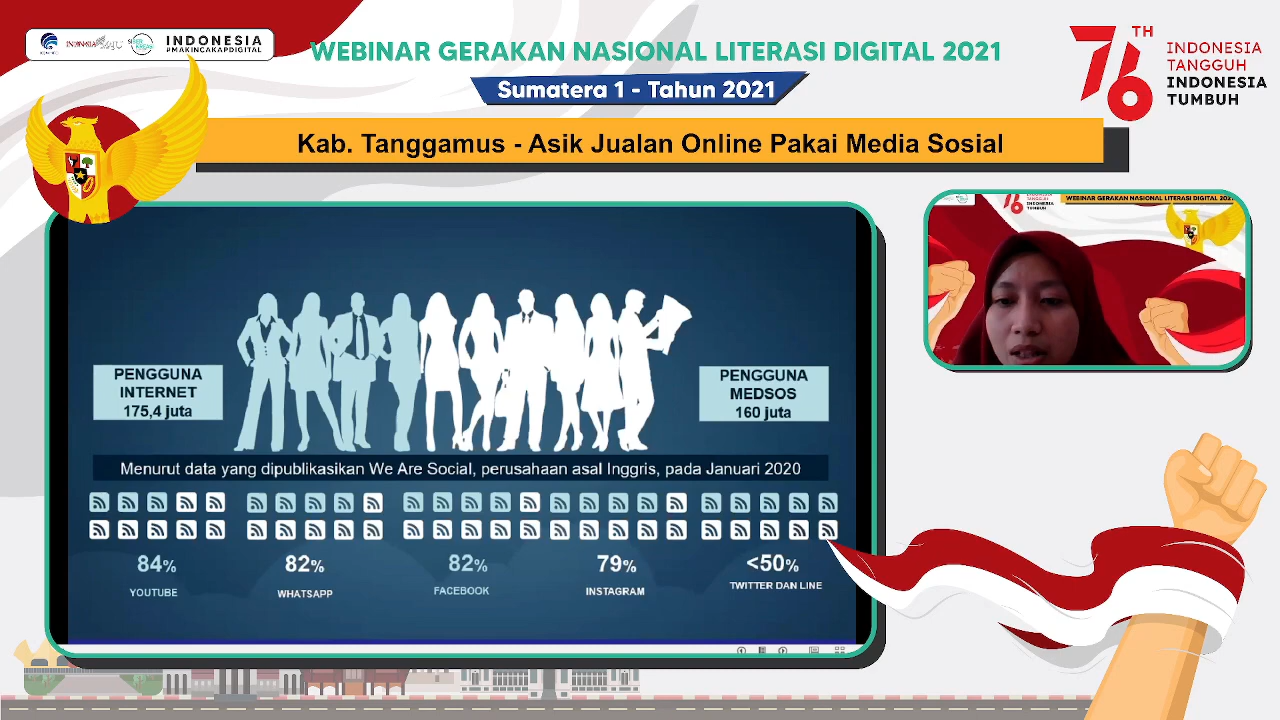 INDONESIA
#MAKINCAKAPDIGITAL
WEBINAR GERAKAN NASIONAL LITERASI DIGITAL 2021
Sumatera 1 - Tahun 2021
76TH
INDONESIA
TANGGUH
INDONESIA
TUMBUH
Kab. Tanggamus - Asik Jualan Online Pakai Media Sosial
WEBINAR GERAKAN NASIONAL LITERASI DIGITAL 2021
PENGGUNA
INTERNET
175,4 juta
PENGGUNA
MEDSOS
160 juta
Menurut data yang dipublikasikan We Are Social, perusahaan asal Inggris, pada Januari 2020
84%
YOUTUBE
82%
WHATSAPP
82%
FACEBOOK
79%
INSTAGRAM
<50%
TWITTER DAN LINE